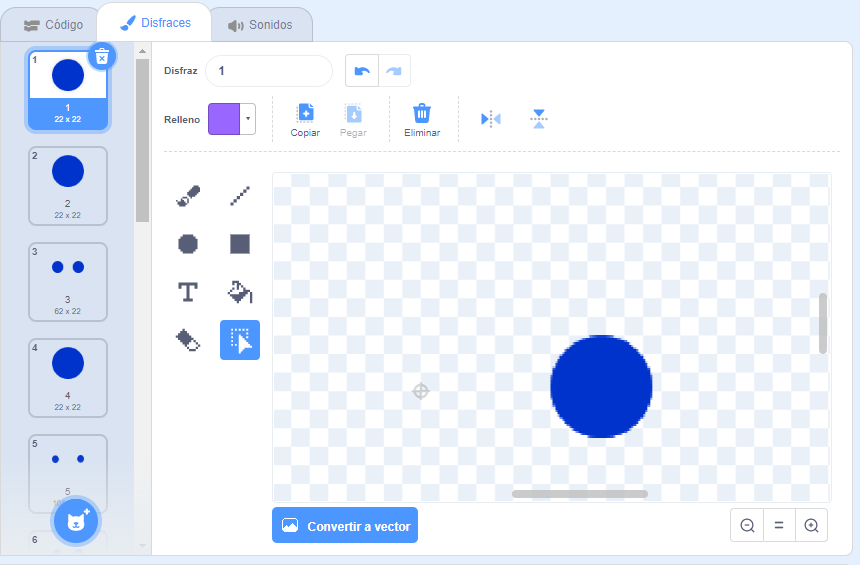 Código
Disfraces
Sonidos
1
1
22 x 22
2
2
22 x 22
3
3
62 x 22
4
4
22 x 22
5
5
6
Disfraz
1
Relleno
Copiar
Pegar
Eliminar
T
Convertir a vector